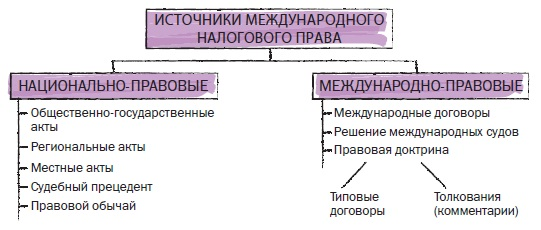 ИСТОЧНИКИ МЕЖДУНАРОДНОГО
НАЛОГОВОГО ПРАВА
НАЦИОНАЛЬНО-ПРАВОВЫЕ
Общественно-государственные
акты
Региональные акты
Местные акты
Судебный прецедент
Правовой обычай
МЕЖДУНАРОДНО-ПРАВОВЫЕ
Международные договоры
Решение международных судов
Правовая доктрина
Типовые
договоры
Толкования
(комментарии)